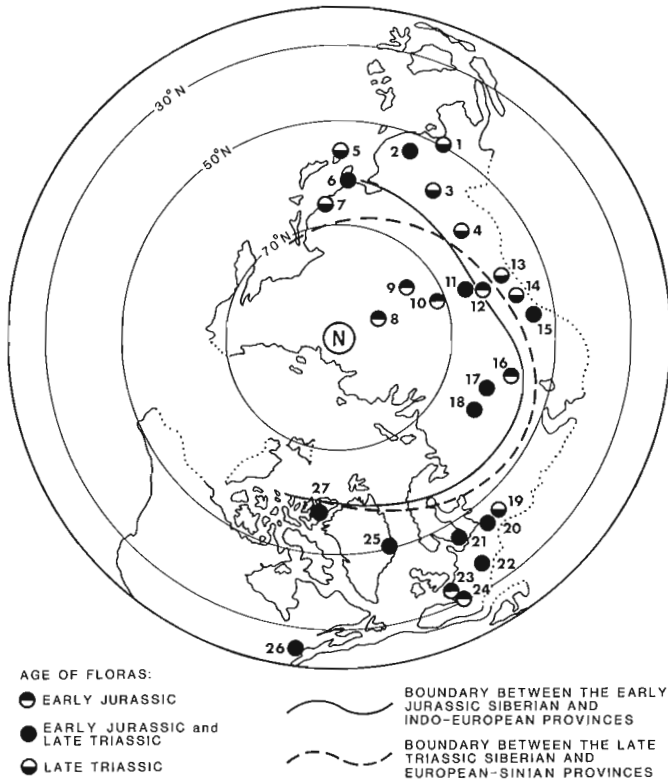 30°N
50°N
70°N
5
2
1
6
3
7
4
13
9
11
14
10
12
15
8
N
16
17
18
27
19
20
25
21
22
23
24
26
AGE OF FLORAS:
EARLY JURASSIC
EARLY JURASSIC and
LATE TRIASSIC
LATE TRIASSIC
BOUNDARY BETWEEN THE EARLY
JURASSIC SIBERIAN AND
INDO-EUROPEAN PROVINCES
BOUNDARY BETWEEN THE LATE
TRIASSIC SIBERIAN AND
EUROPEAN-SINIAN PROVINCES